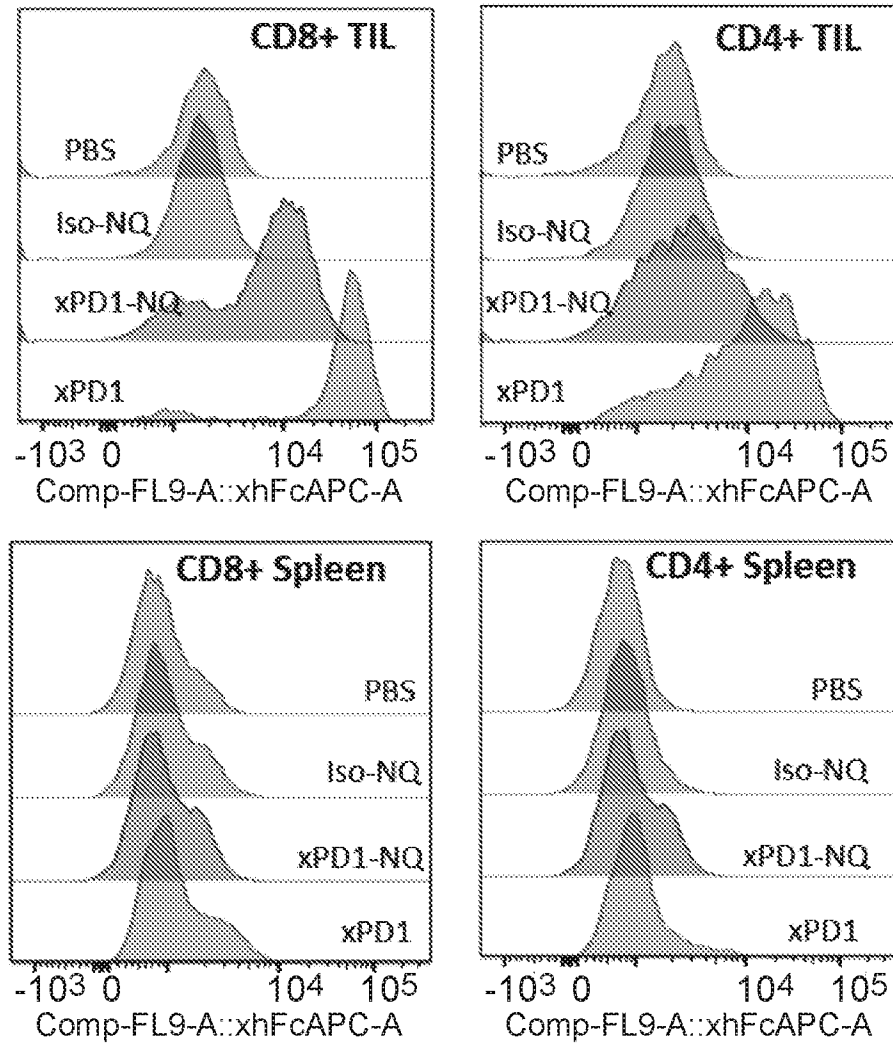 CD8+ TIL
PBS
Iso-NQ
xPD1-NQ
xPD1
-10³ 0 10⁴ 10⁵
Comp-FL9-A::xhFcAPC-A
CD4+ TIL
PBS
Iso-NQ
xPD1-NQ
xPD1
-10³ 0 10⁴ 10⁵
Comp-FL9-A::xhFcAPC-A
CD8+ Spleen
PBS
Iso-NQ
xPD1-NQ
xPD1
-10³ 0 10⁴ 10⁵
Comp-FL9-A::xhFcAPC-A
CD4+ Spleen
PBS
Iso-NQ
xPD1-NQ
xPD1
-10³ 0 10⁴ 10⁵
Comp-FL9-A::xhFcAPC-A